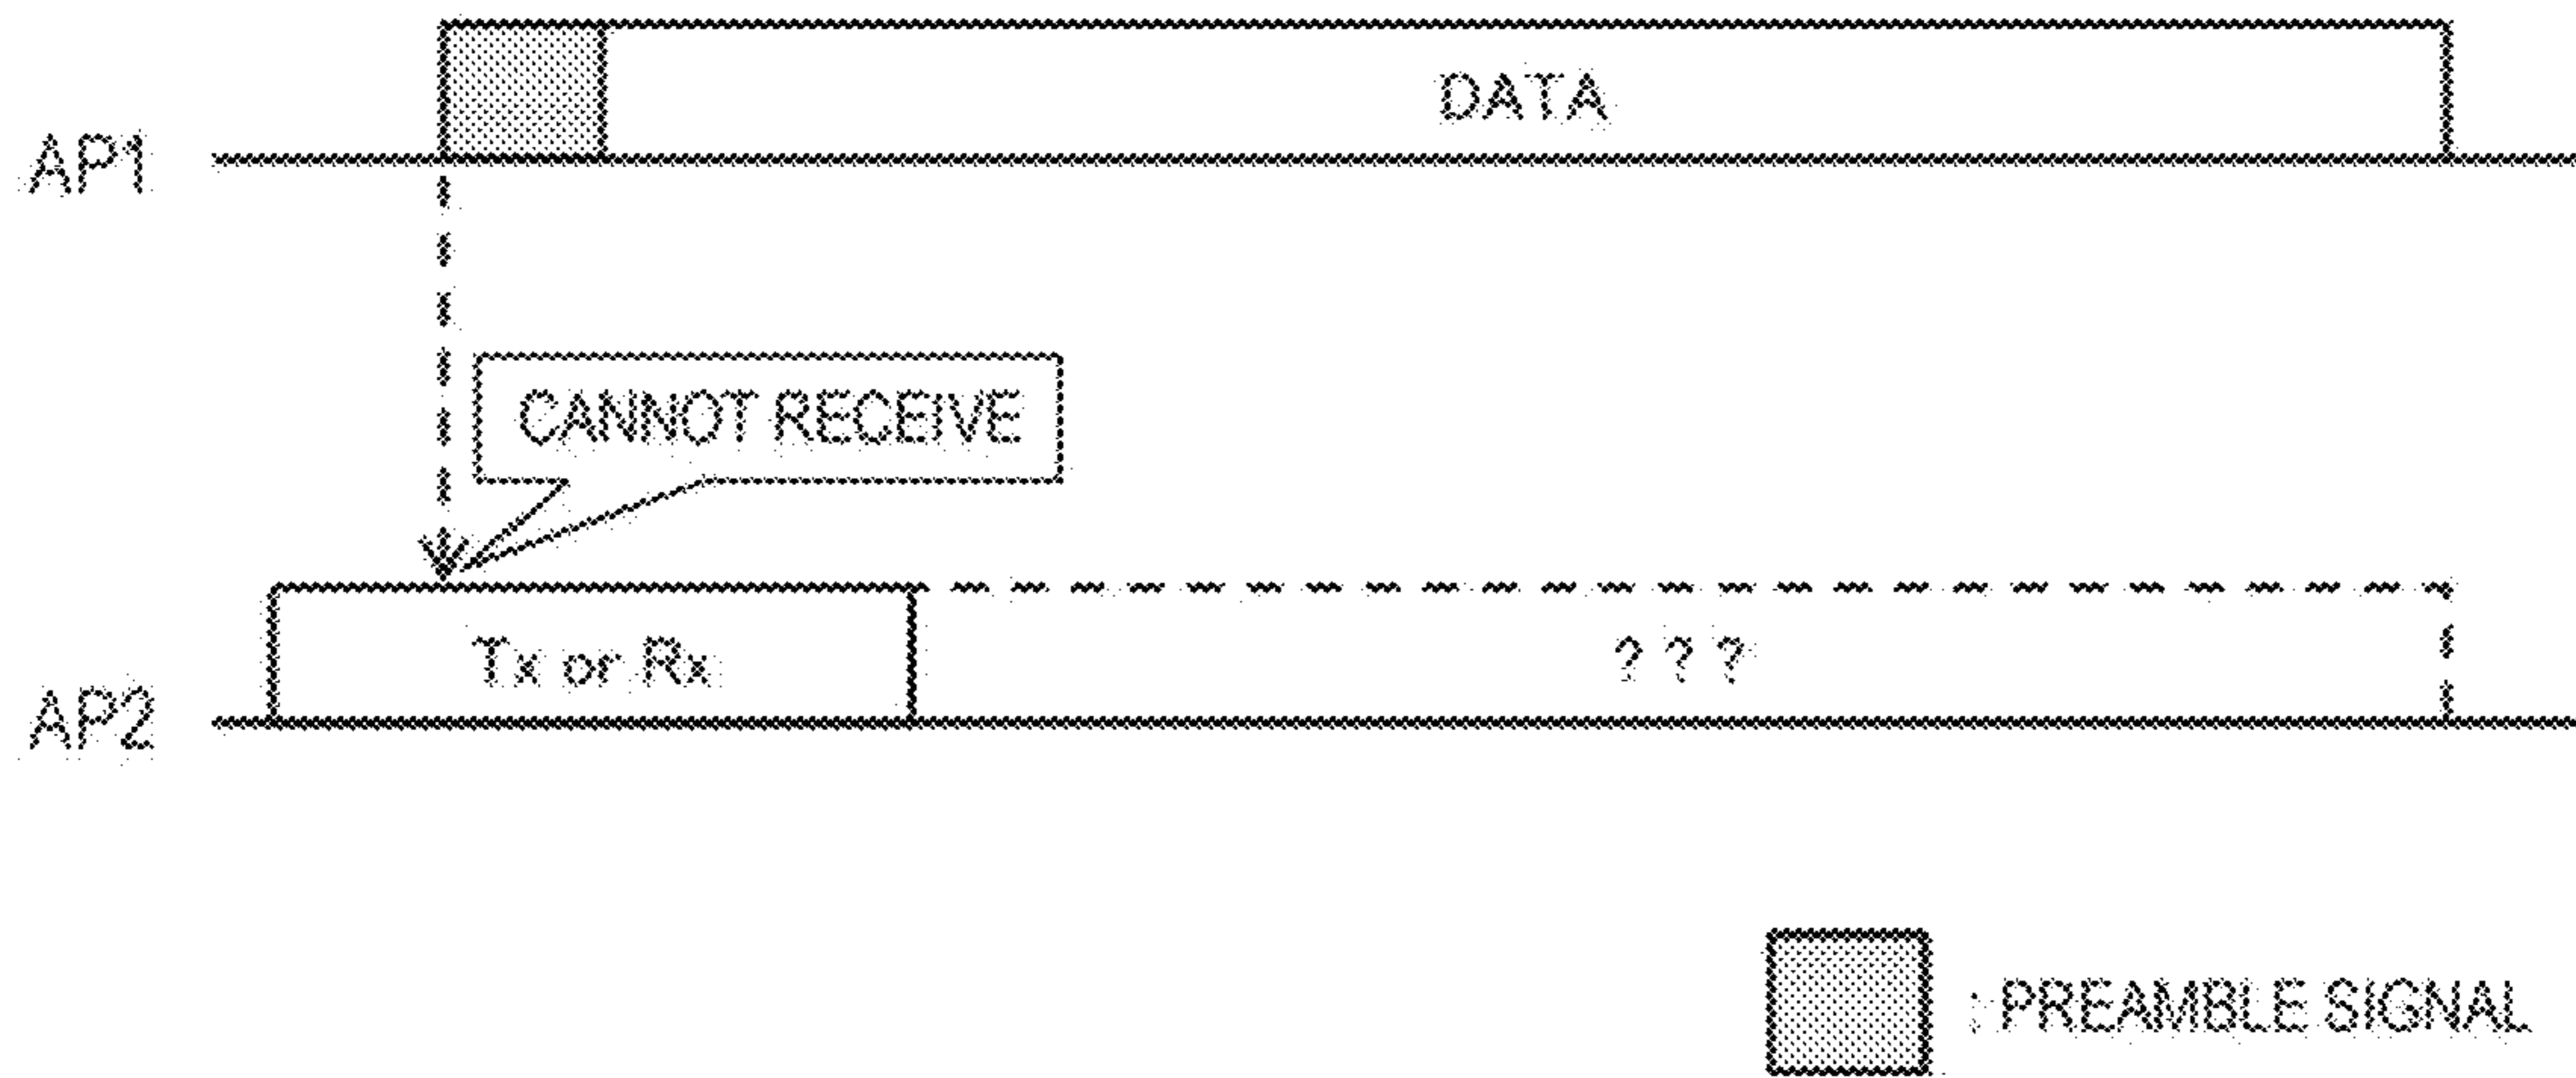 DATA
AP1
CANNOT RECEIVE
Tx or Rx
? ? ?
AP2
: PREAMBLE SIGNAL